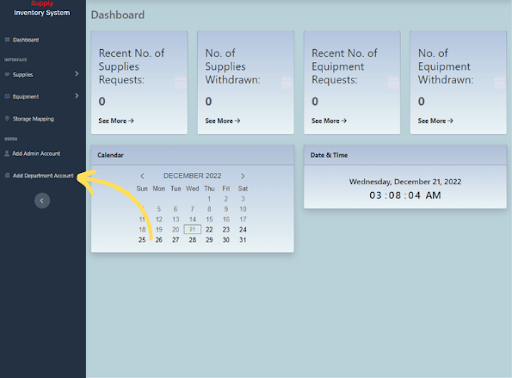 Supply
Inventory System
Dashboard
INTERFACE
Supplies
Equipment
Storage Mapping
Add Admin Account
Add Department Account
Dashboard
Recent No. of
Supplies
Requests:
0
See More →
No. of
Supplies
Withdrawn:
0
See More →
Recent No. of
Equipment
Requests:
0
See More →
No. of
Equipment
Withdrawn:
0
See More →
Calendar
DECEMBER 2022
Sun Mon Tue Wed Thu Fri Sat
1 2 3
4 5 6 7 8 9 10
11 12 13 14 15 16 17
18 19 20 21 22 23 24
25 26 27 28 29 30 31
Date & Time
Wednesday, December 21, 2022
03:08:04 AM